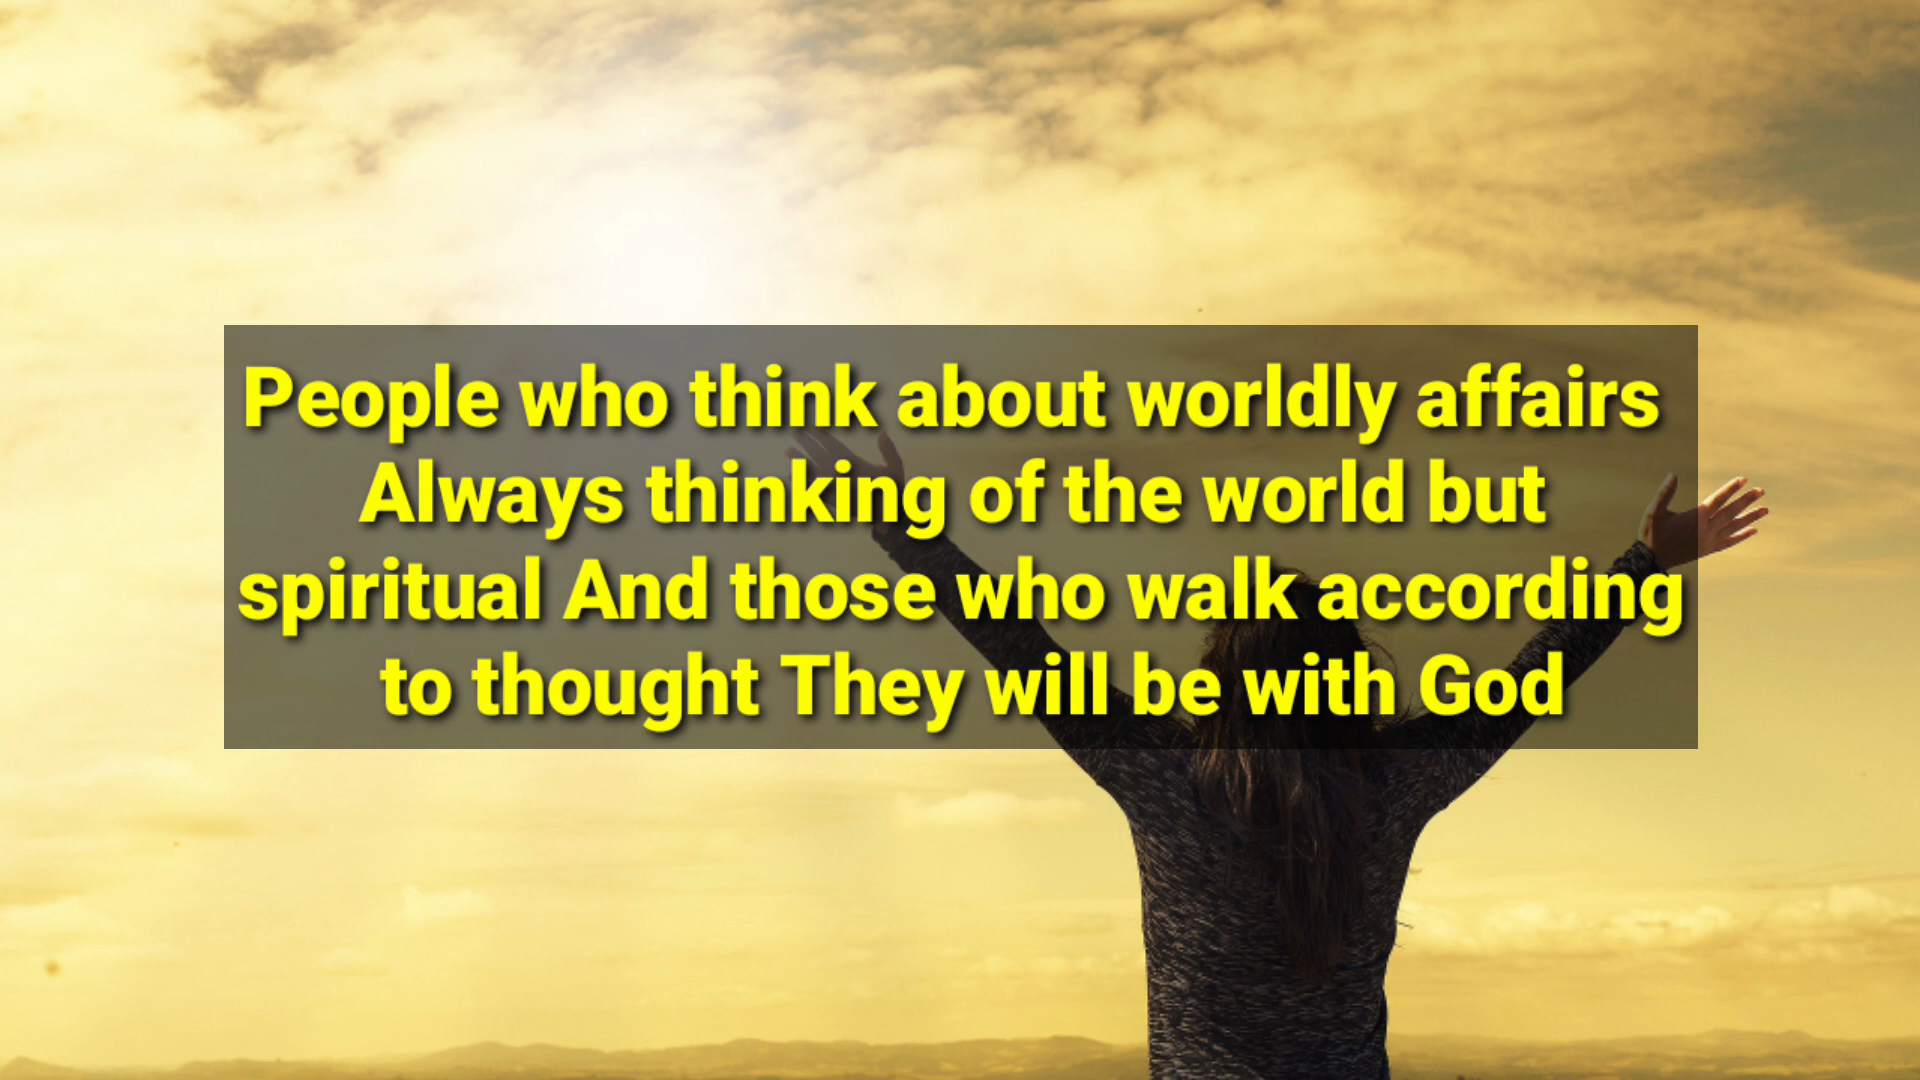 People who think about worldly affairs
Always thinking of the world but
spiritual And those who walk according
to thought They will be with God